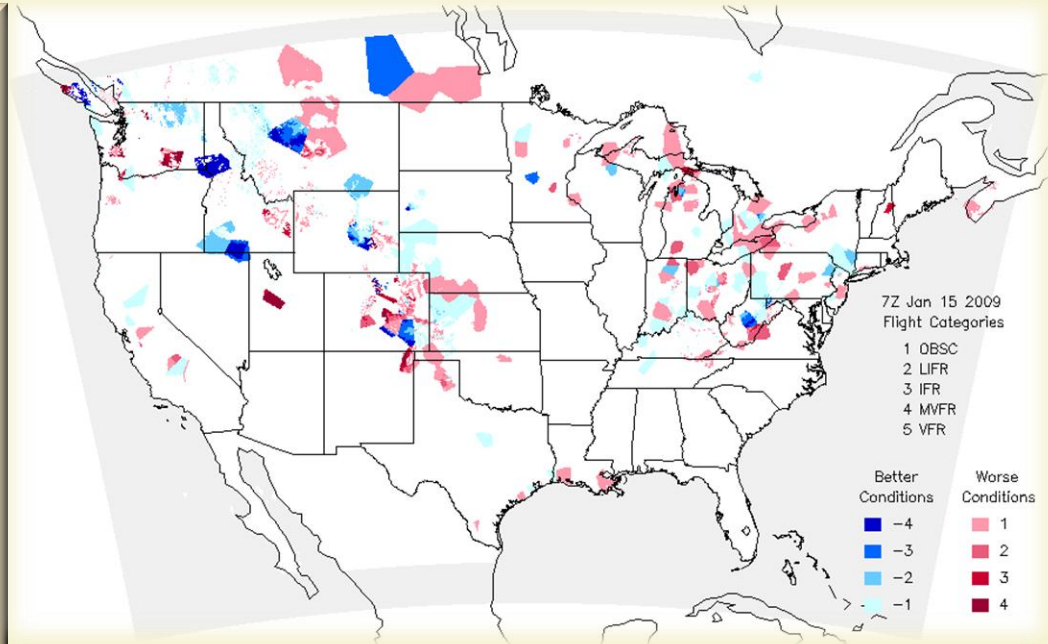 7Z Jan 15 2009
Flight Categories
1 OBSC
2 LIFR
3 IFR
4 MVFR
5 VFR
Better
Conditions
-4
-3
-2
-1
Worse
Conditions
1
2
3
4